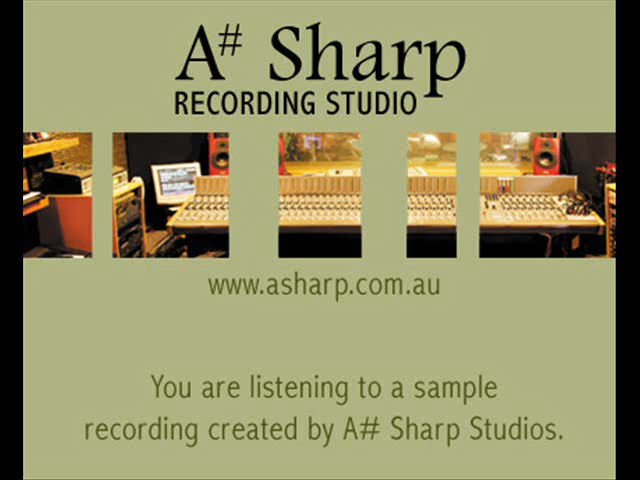 A# Sharp
RECORDING STUDIO
www.asharp.com.au
You are listening to a sample
recording created by A# Sharp Studios.